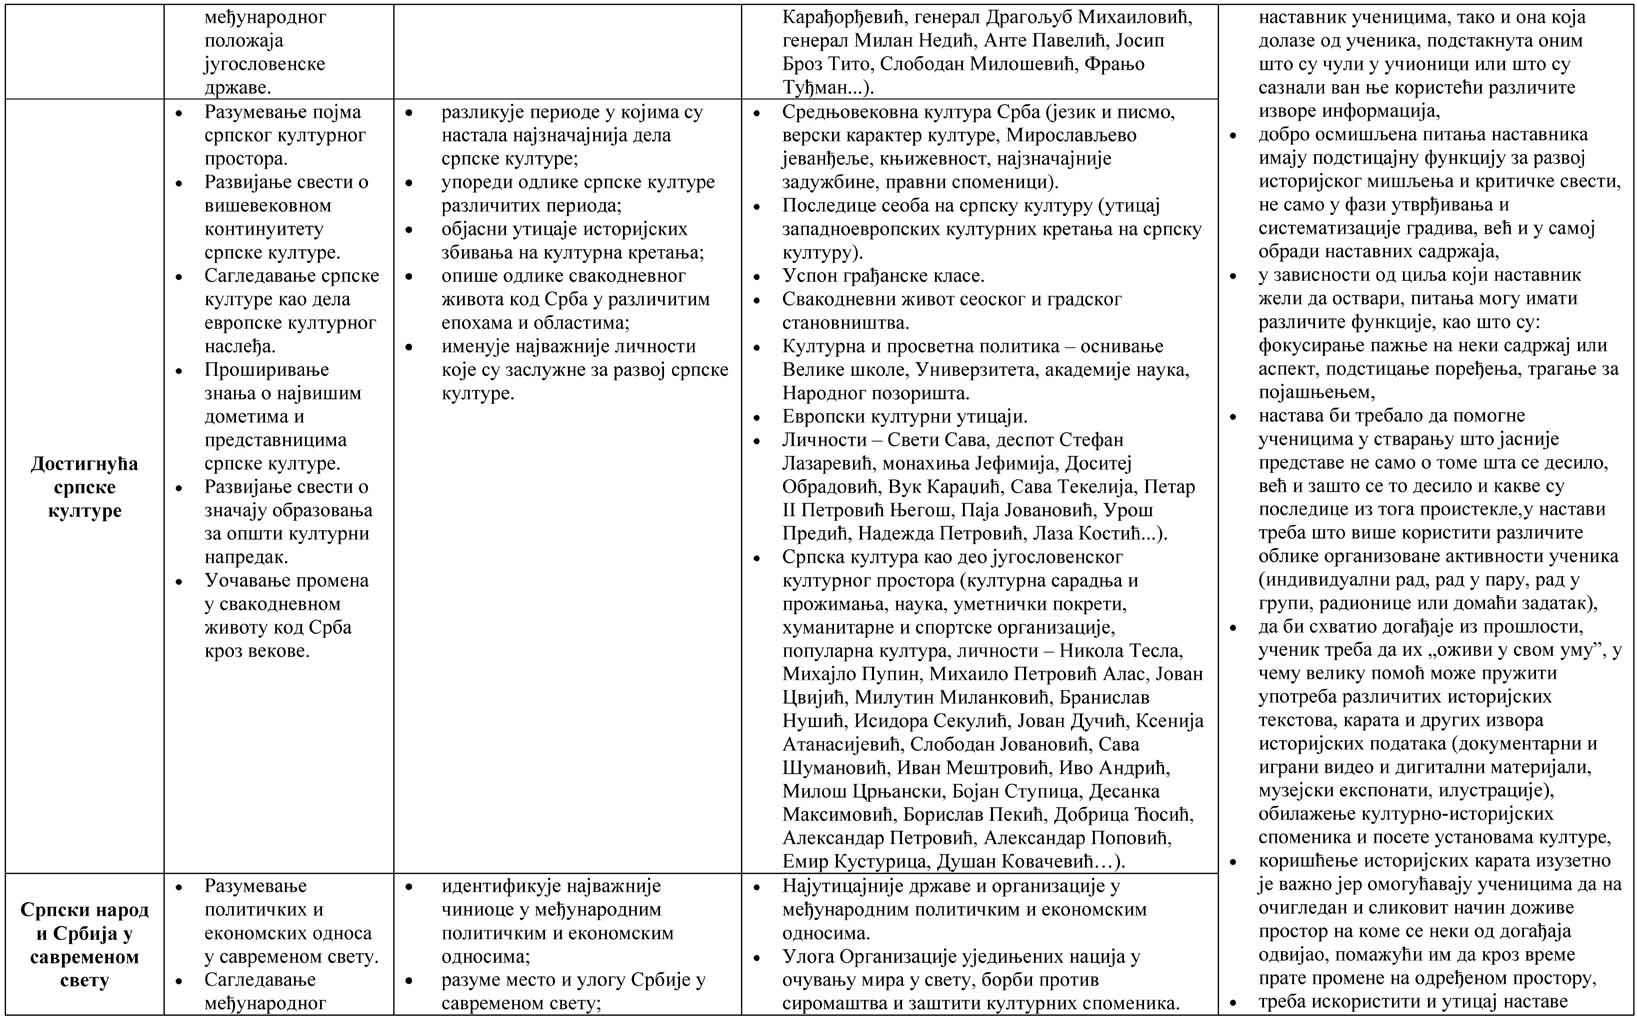 међународног
положаја
југословенске
државе.
Карађорђевић, генерал Драгољуб Михаиловић,
генерал Милан Недић, Анте Павелић, Јосип
Броз Тито, Слободан Милошевић, Фрањо
Туђман...).
Достигнућа
српске
културе
• Разумевање појма
српског културног
простора.
• Развијање свести о
вишевековном
континуитету
српске културе.
• Сагледавање српске
културе као дела
европске културног
наслеђа.
• Проширивање
знања о највишим
дометима и
представницима
српске културе.
• Развијање свести о
значају образовања
за општи културни
напредак.
• Уочавање промена
у свакодневном
животу код Срба
кроз векове.
• разликује периоде у којима су
настала најзначајнија дела
српске културе;
• упореди одлике српске културе
различитих периода;
• објасни утицаје историјских
збивања на културна кретања;
• опише одлике свакодневног
живота код Срба у различитим
епохама и областима;
• именује најважније личности
које су заслужне за развој српске
културе.
• Средњовековна култура Срба (језик и писмо,
верски карактер културе, Мирослављево
јеванђеље, књижевност, најзначајније
задужбине, правни споменици).
• Последице сеоба на српску културу (утицај
западноевропских културних кретања на српску
културу).
• Успон грађанске класе.
• Свакодневни живот сеоског и градског
становништва.
• Културна и просветна политика – оснивање
Велике школе, Универзитета, академије наука,
Народног позоришта.
• Европски културни утицаји.
• Личности – Свети Сава, деспот Стефан
Лазаревић, монахиња Јефимија, Доситеј
Обрадовић, Вук Караџић, Сава Текелија, Петар
II Петровић Његош, Паја Јовановић, Урош
Предић, Надежда Петровић, Лаза Костић...).
• Српска култура као део југословенског
културног простора (културна сарадња и
прожимања, наука, уметнички покрети,
хуманитарне и спортске организације,
популарна култура, личности – Никола Тесла,
Михајло Пупин, Михаило Петровић Алас, Јован
Цвијић, Милутин Миланковић, Бранислав
Нушић, Исидора Секулић, Јован Дучић, Ксенија
Атанасијевић, Слободан Јовановић, Сава
Шумановић, Иван Мештровић, Иво Андрић,
Милош Црњански, Бојан Ступица, Десанка
Максимовић, Борислав Пекић, Добрица Ћосић,
Александар Петровић, Александар Поповић,
Емир Кустурица, Душан Ковачевић…).
Српски народ
и Србија у
савременом
свету
• Разумевање
политичких и
економских односа
у савременом свету.
• Сагледавање
међународног
• идентификује најважније
чиниоце у међународним
политичким и економским
односима;
• разуме место и улогу Србије у
савременом свету;
• Најутицајније државе и организације у
међународним политичким и економским
односима.
• Улога Организације уједињених нација у
очувању мира у свету, борби против
сиромаштва и заштити културних споменика.
наставник ученицима, тако и она која
долазе од ученика, подстакнута оним
што су чули у учионици или што су
сазнали ван ње користећи различите
изворе информација,
• добро осмишљена питања наставника
имају подстицајну функцију за развој
историјског мишљења и критичке свести,
не само у фази утврђивања и
систематизације градива, већ и у самој
обради наставних садржаја,
• у зависности од циља који наставник
жели да оствари, питања могу имати
различите функције, као што су:
фокусирање пажње на неки садржај или
аспект, подстицање поређења, трагање за
појашњењем,
• настава би требало да помогне
ученицима у стварању што јасније
представе не само о томе шта се десило,
већ и зашто се то десило и какве су
последице из тога проистекле,у настави
треба што више користити различите
облике организоване активности ученика
(индивидуални рад, рад у пару, рад у
групи, радионице или домаћи задатак),
• да би схватио догађаје из прошлости,
ученик треба да их „оживи у свом уму”, у
чему велику помоћ може пружити
употреба различитих историјских
текстова, карата и других извора
историјских података (документарни и
играни видео и дигитални материјали,
музејски експонати, илустрације),
обилажење културно-историјских
споменика и посете установама културе,
• коришћење историјских карата изузетно
је важно јер омогућавају ученицима да на
очигледан и сликовит начин доживе
простор на коме се неки од догађаја
одвијао, помажући им да кроз време
прате промене на одређеном простору,
• треба искористити и утицај наставе